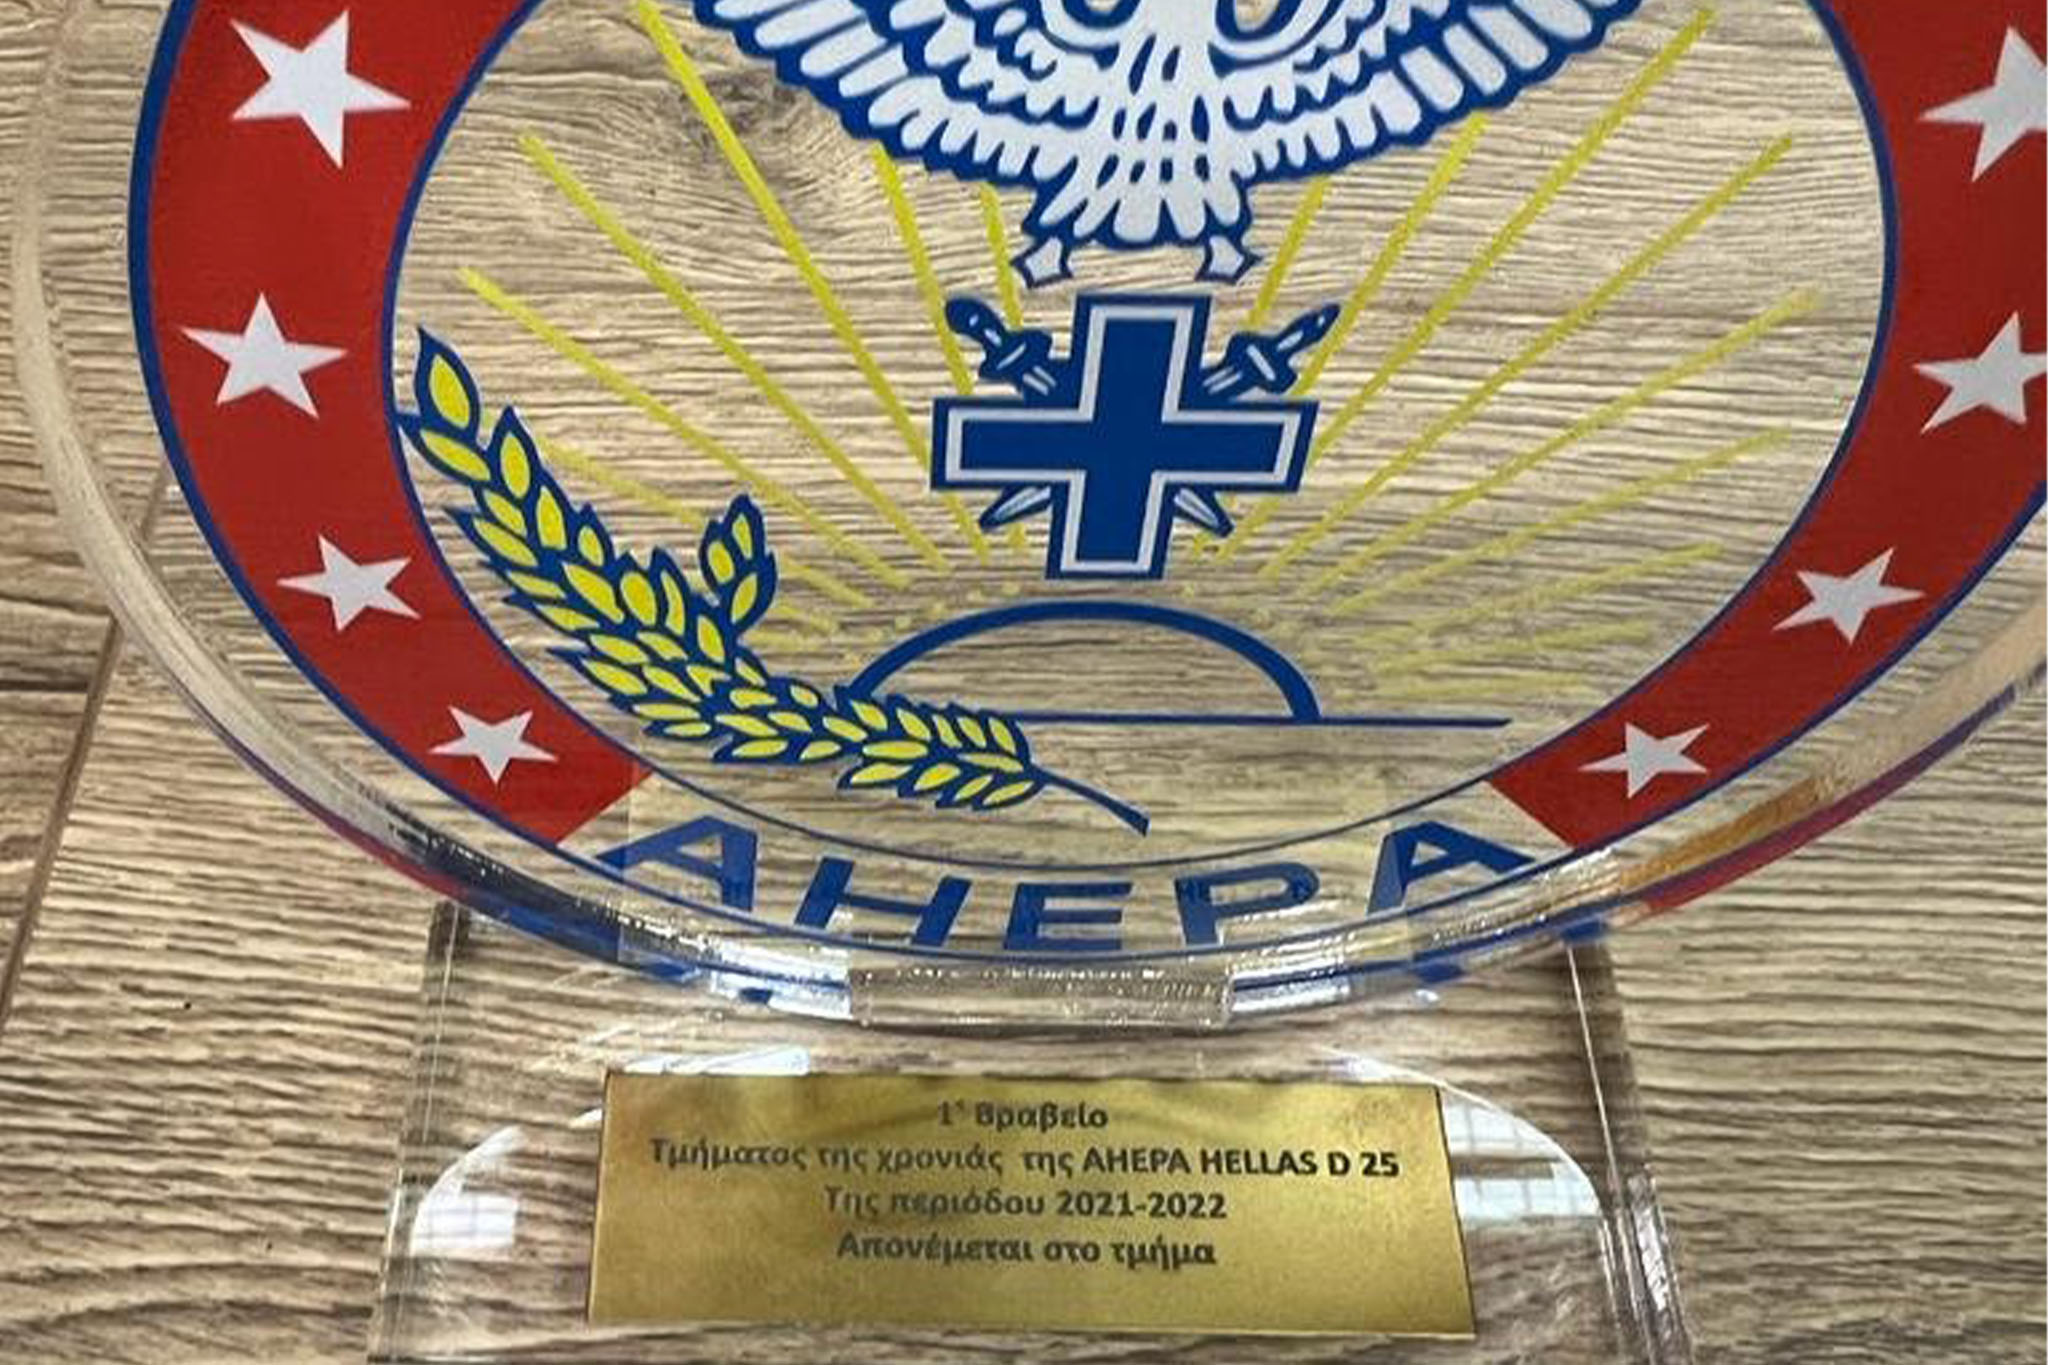 AHEPA
1ο Βραβείο
Τμήματος της χρονιάς της AHEPA HELLAS D 25
Της περιόδου 2021-2022
Απονέμεται στο τμήμα